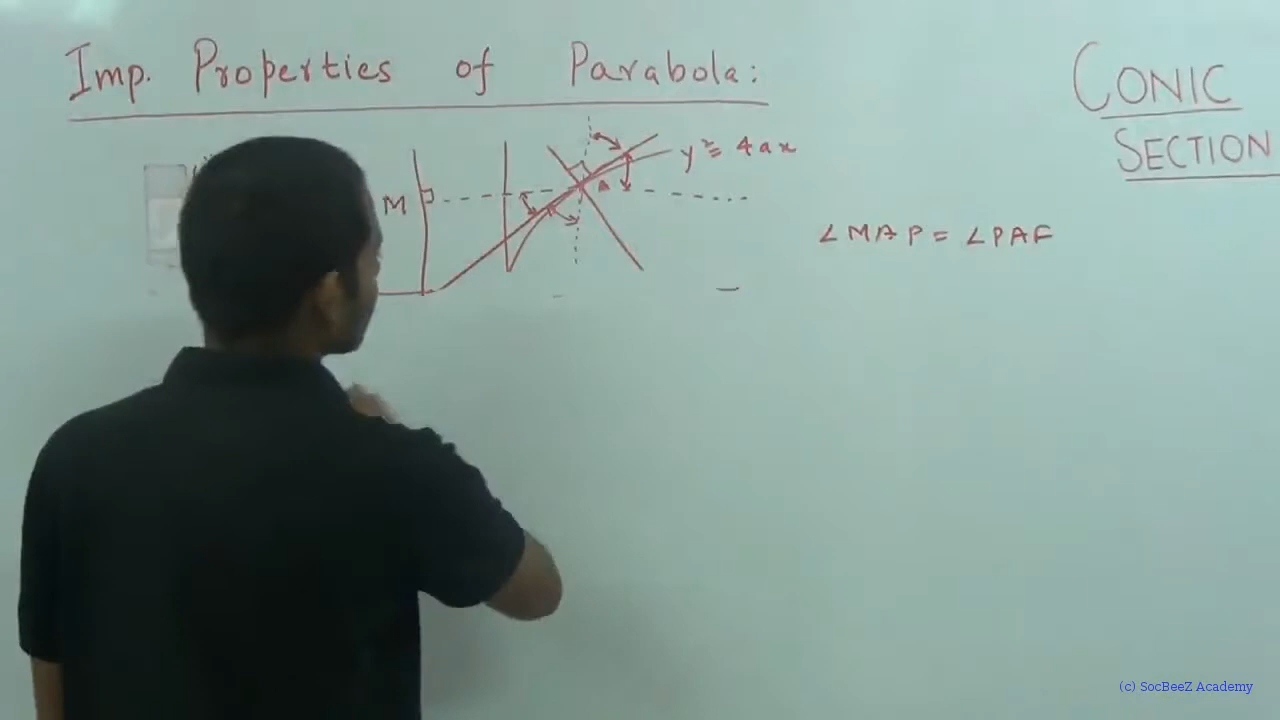 Imp. Properties of Parabola:
CONIC
SECTION
y² = 4ax
M
A
∠MAP = ∠PAF
(c) SocBeeZ Academy